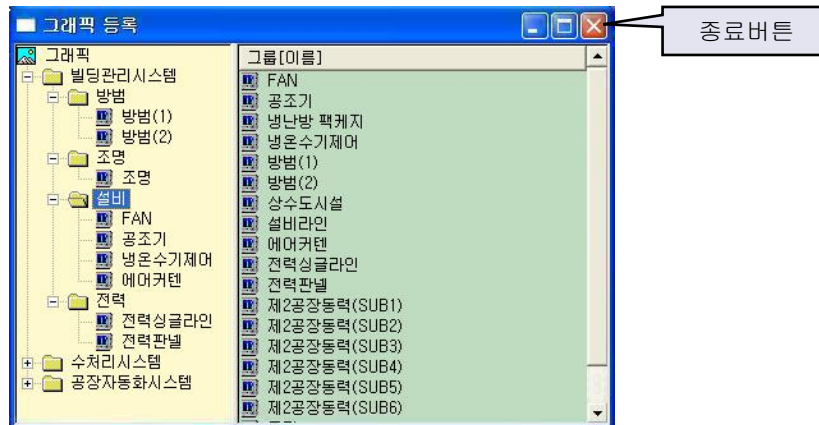 그래픽 등록
종료버튼
그래픽
빌딩관리시스템
방범
방범(1)
방범(2)
조명
조명
설비
FAN
공조기
냉온수기제어
에어커텐
전력
전력싱글라인
전력판넬
수처리시스템
공장자동화시스템
그룹[이름]
FAN
공조기
냉난방 팩케지
냉온수기제어
방범(1)
방범(2)
상수도시설
설비라인
에어커텐
전력싱글라인
전력판넬
제2공장동력(SUB1)
제2공장동력(SUB2)
제2공장동력(SUB3)
제2공장동력(SUB4)
제2공장동력(SUB5)
제2공장동력(SUB6)